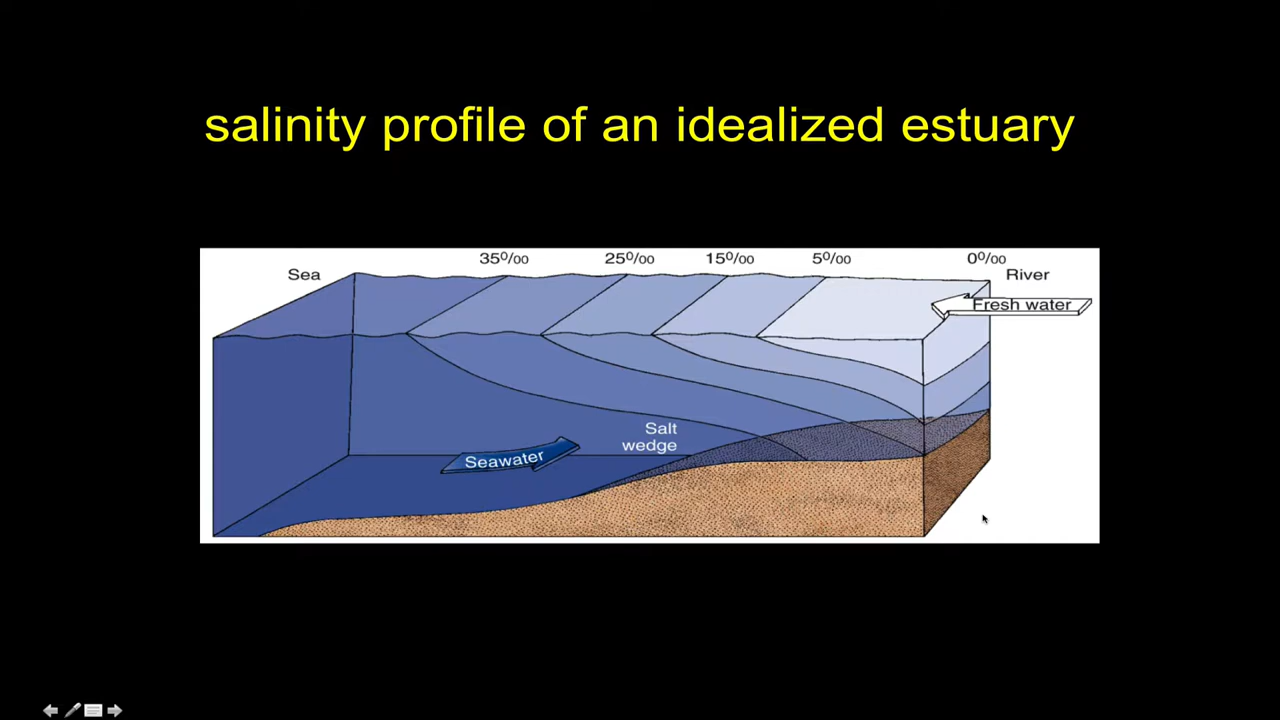 salinity profile of an idealized estuary
35⁰/₀₀ 25⁰/₀₀ 15⁰/₀₀ 5⁰/₀₀ 0⁰/₀₀
Sea River
Fresh water
Salt
wedge
Seawater